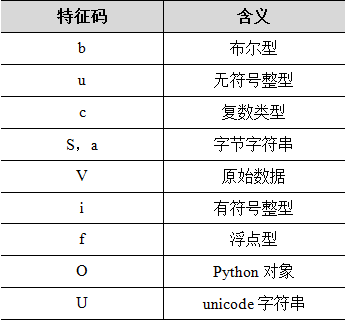 特征码 含义
b 布尔型
u 无符号整型
c 复数类型
S，a 字节字符串
V 原始数据
i 有符号整型
f 浮点型
O Python 对象
U unicode 字符串